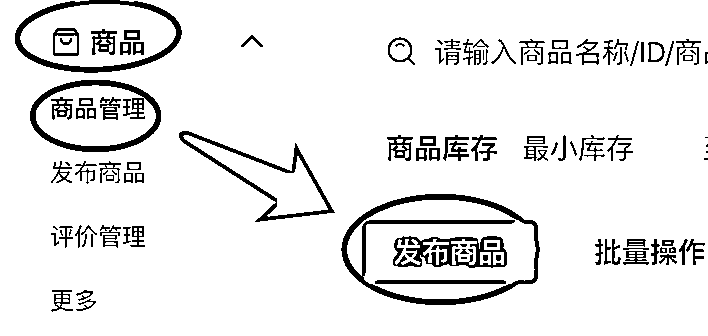 商品
商品管理
发布商品
评价管理
更多
请输入商品名称/ID/商
商品库存 最小库存
发布商品 批量操作